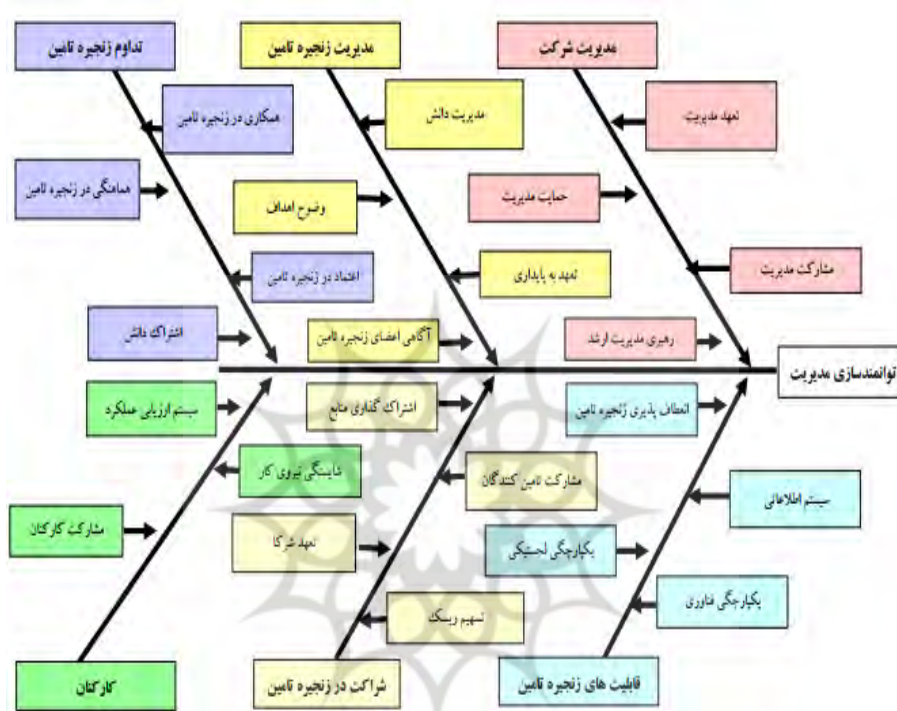 مدیریت شرکت
مدیریت زنجیره تامین
تداوم زنجیره تامین
تعهد مدیریت
مدیریت دانش
همکاری در زنجیره تامین
حمایت مدیریت
وضوح اهداف
هماهنگی در زنجیره تامین
مشارکت مدیریت
تعهد به پایداری
اعتماد در زنجیره تامین
رهبری مدیریت ارشد
آگاهی اعضای زنجیره تامین
اشتراک دانش
توانمندسازی مدیریت
انعطاف پذیری زنجیره تامین
اشتراک گذاری منابع
سیستم ارزیابی عملکرد
سیستم اطلاعاتی
مشارکت تامین کنندگان
شایستگی نیروی کار
یکپارچگی لجستیکی
تعهد شرکا
مشارکت کارکنان
یکپارچگی فناوری
تسهیم ریسک
قابلیت های زنجیره تامین
شراکت در زنجیره تامین
کارکنان